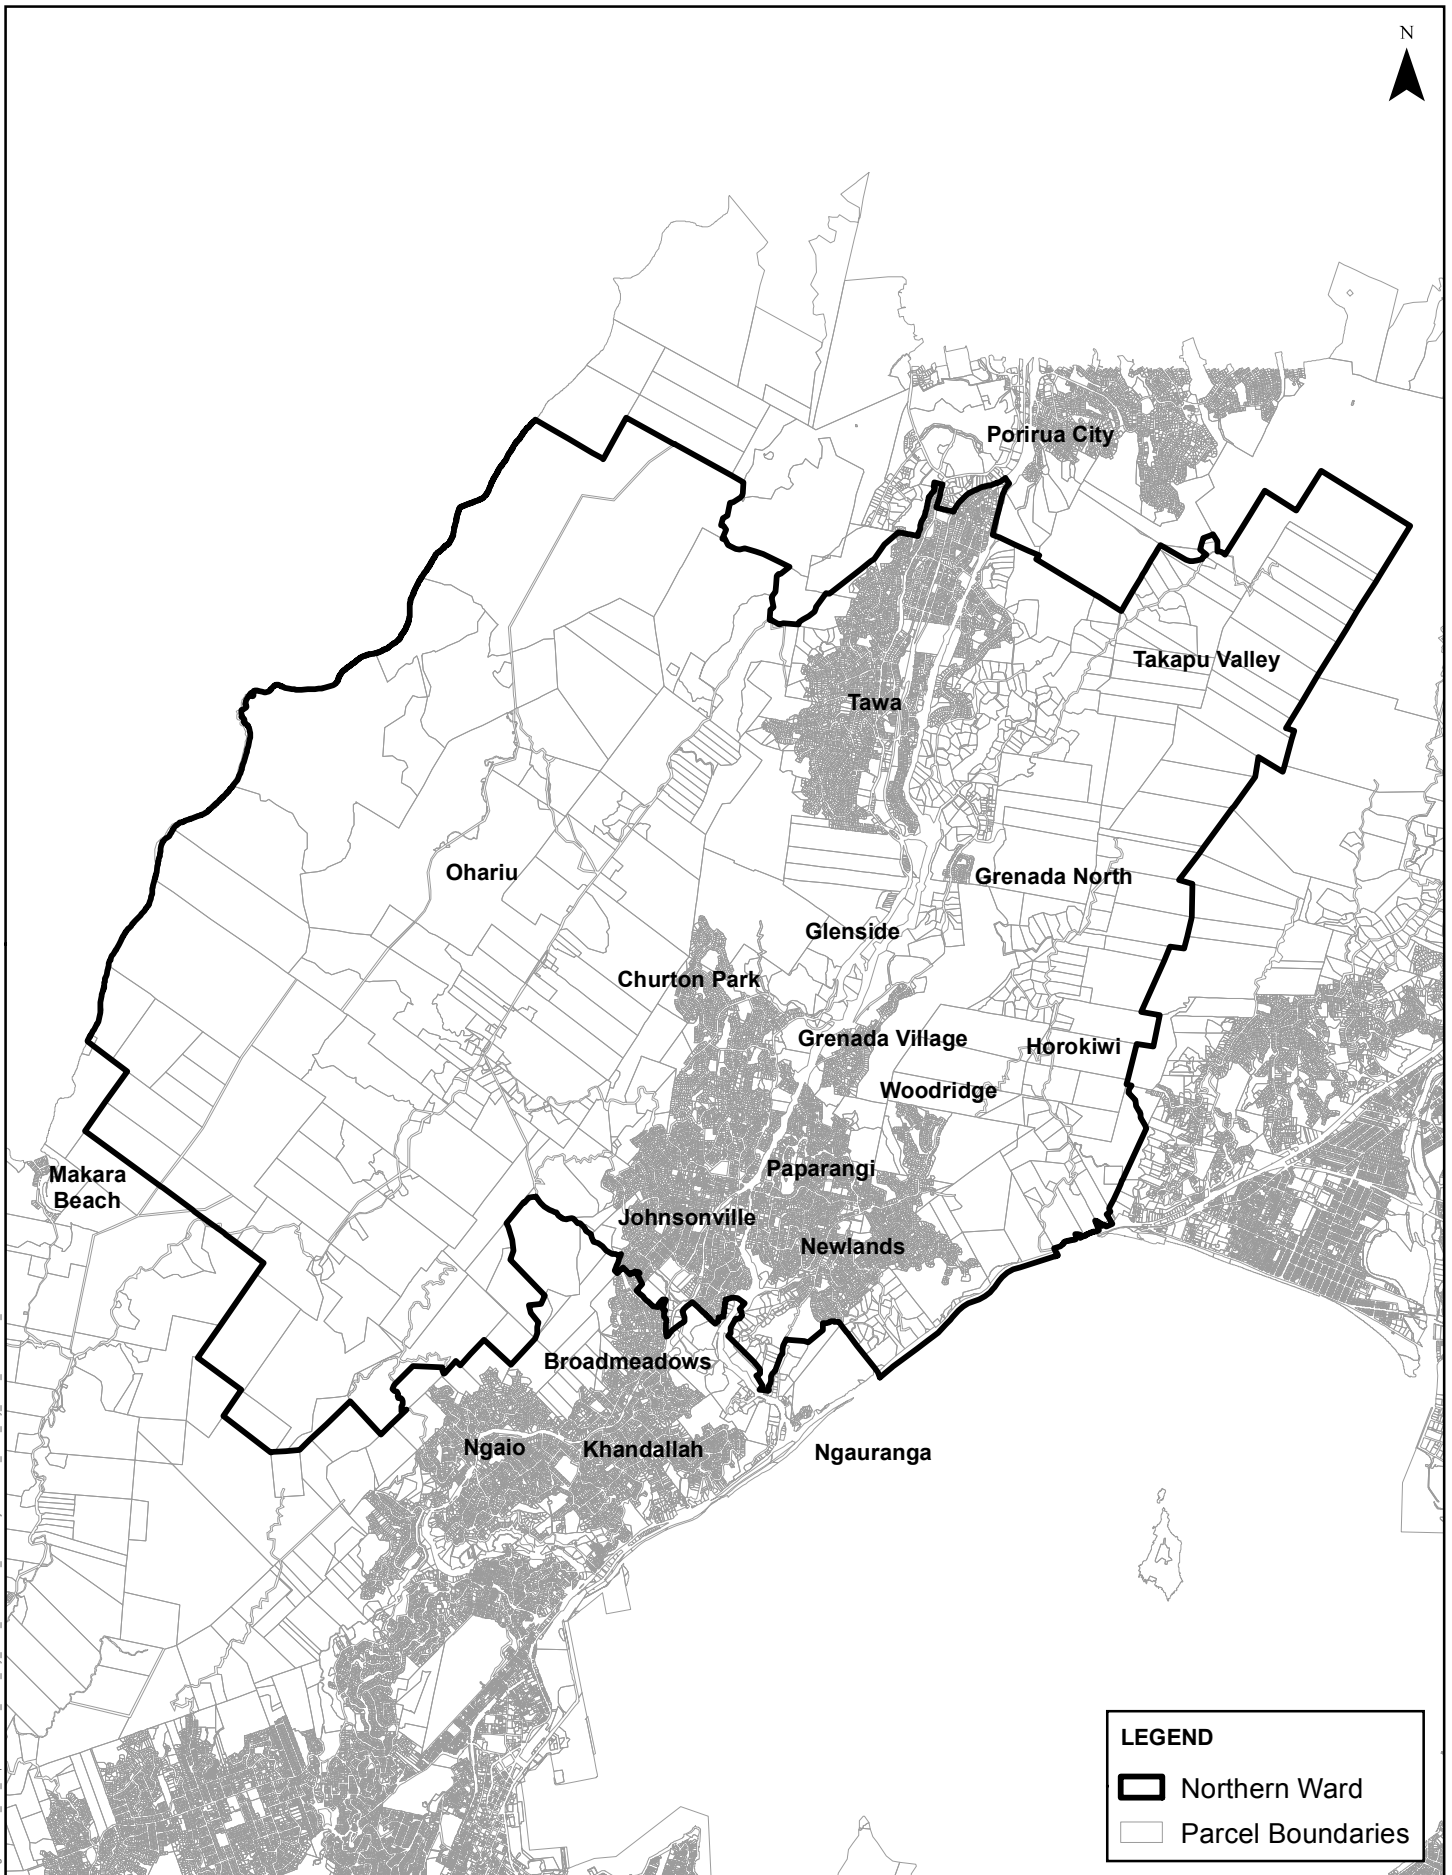 N
Porirua City
Takapu Valley
Tawa
Ohariu
Grenada North
Glenside
Churton Park
Grenada Village
Horokiwi
Woodridge
Makara
Beach
Paparangi
Johnsonville
Newlands
Broadmeadows
Ngaio
Khandallah
Ngauranga
LEGEND
Northern Ward
Parcel Boundaries